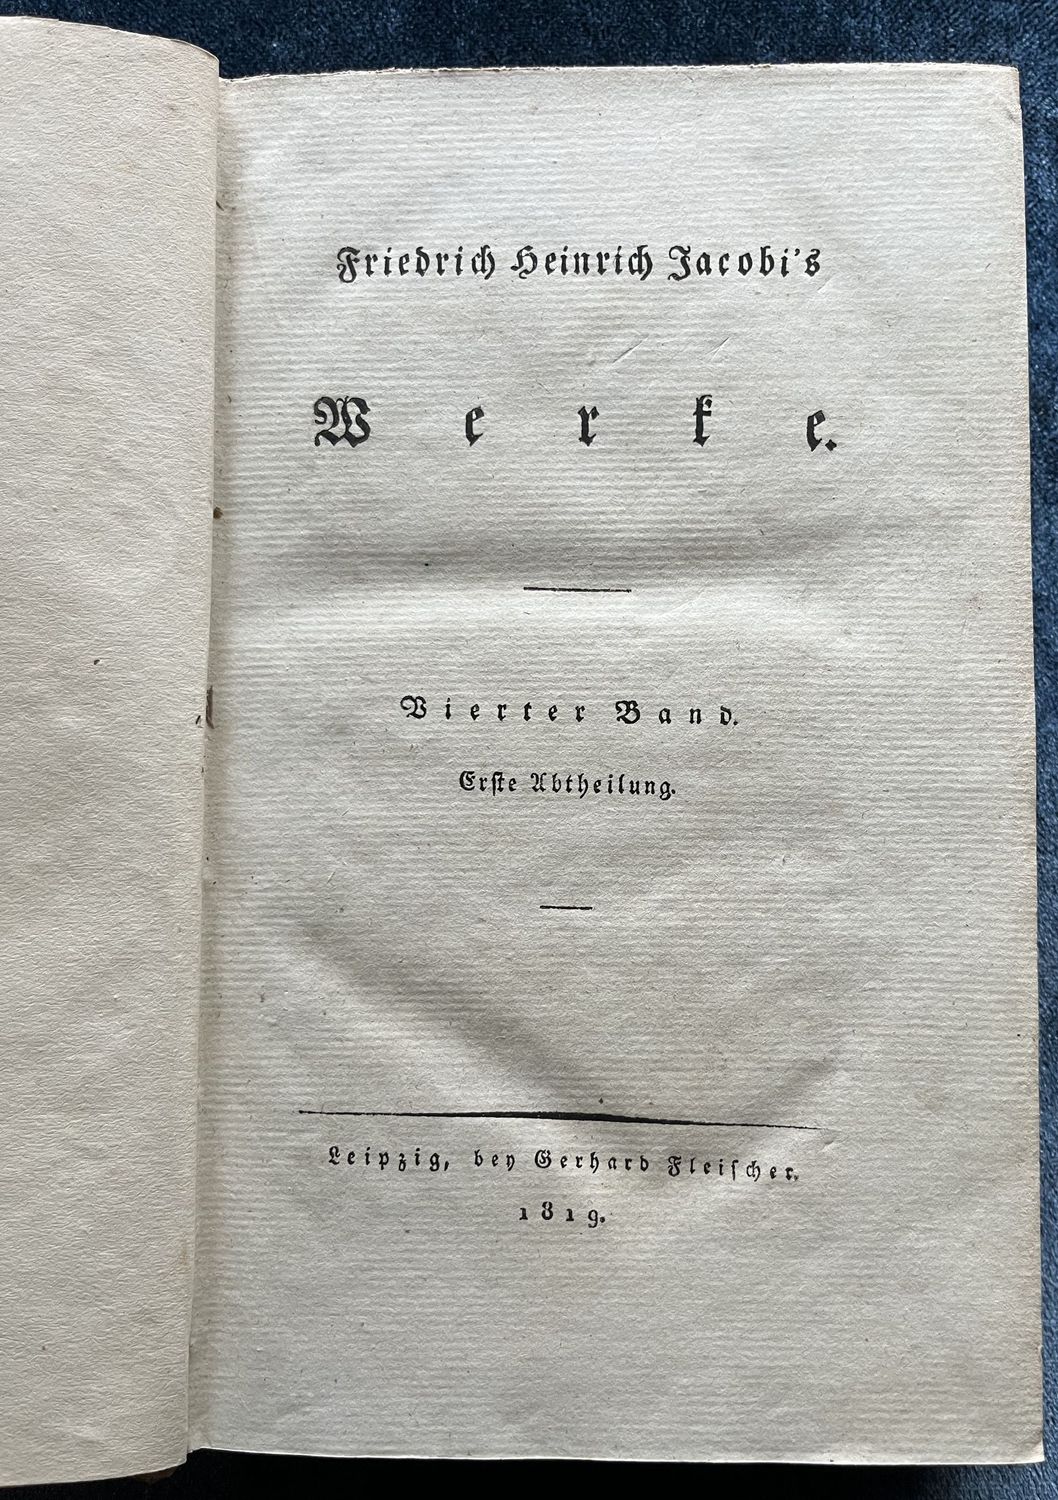 Friedrich Heinrich Jacobi's
Werke.
Vierter Band.
Erſte Abtheilung.
Leipzig, bey Gerhard Fleiſcher.
1819.